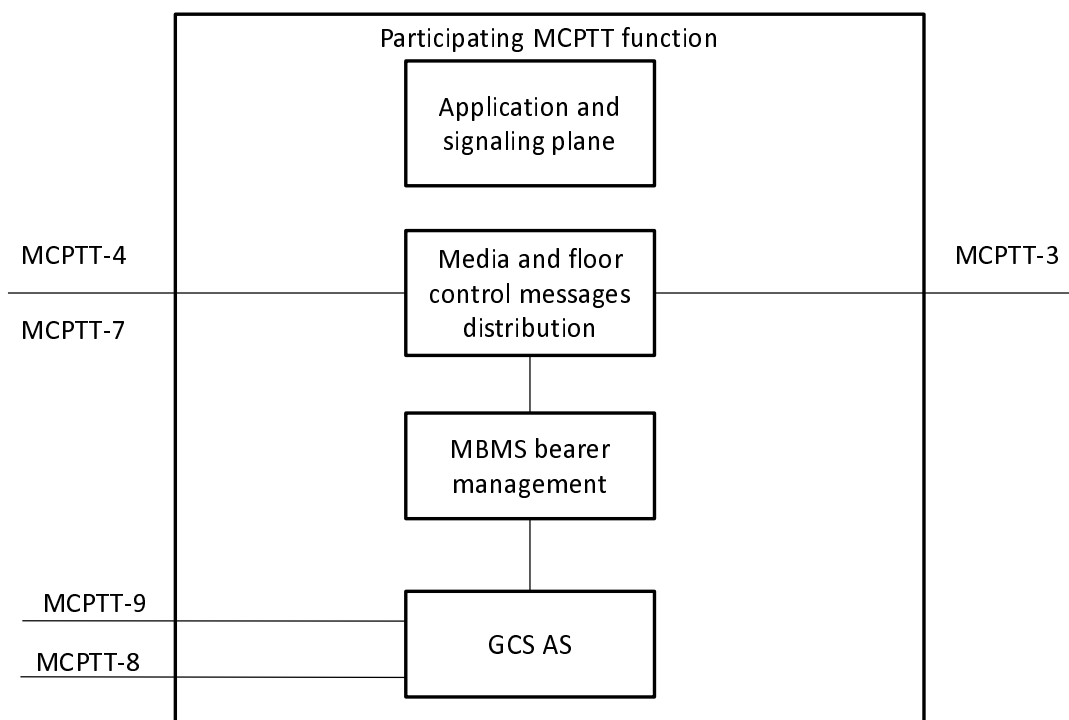 Participating MCPTT function
Application and
signaling plane
MCPTT-4
MCPTT-3
Media and floor
control messages
distribution
MCPTT-7
MBMS bearer
management
MCPTT-9
GCS AS
MCPTT-8